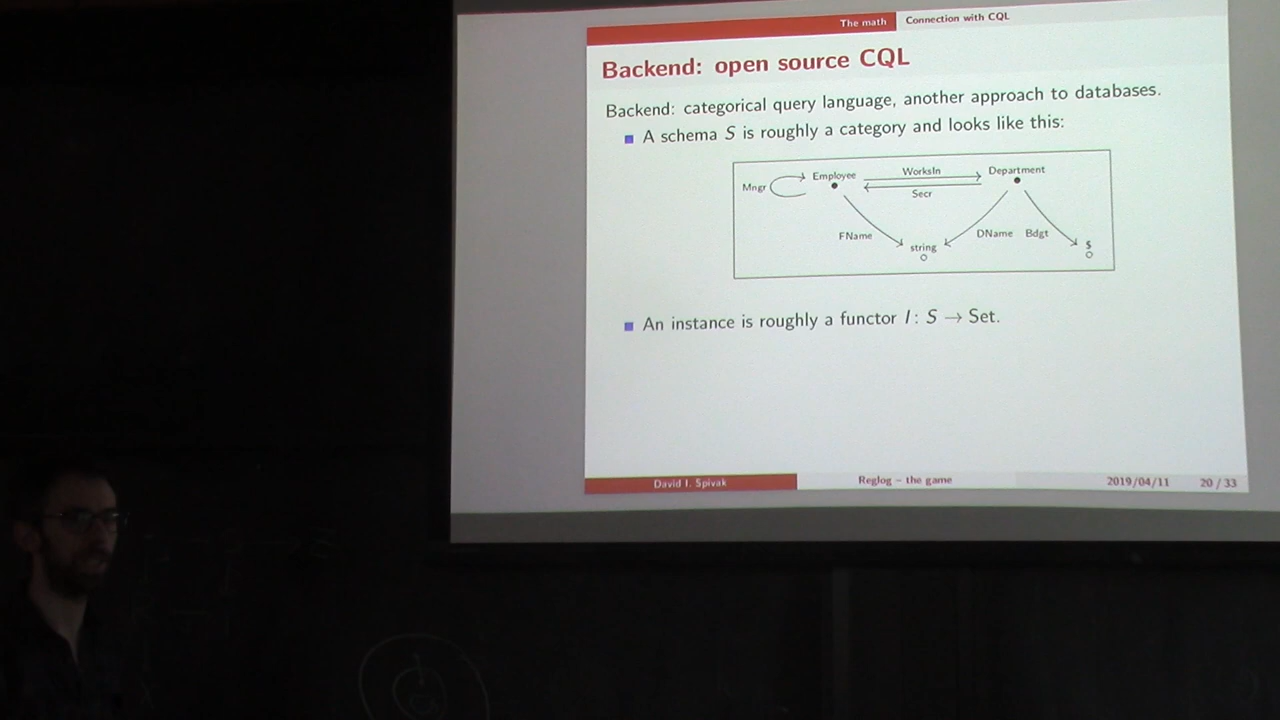 The math Connection with CQL
Backend: open source CQL
Backend: categorical query language, another approach to databases.
A schema S is roughly a category and looks like this:
Mngr Employee WorksIn Department
Secr
FName string DName Bdgt $
An instance is roughly a functor I: S → Set.
David I. Spivak Reglog – the game 2019/04/11 20 / 33